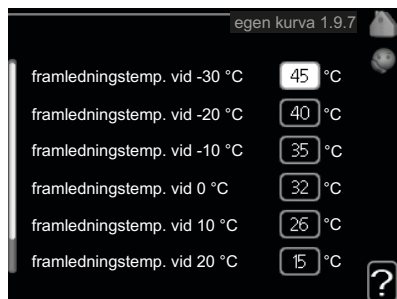 egen kurva 1.9.7
framledningstemp. vid -30 °C 45 °C
framledningstemp. vid -20 °C 40 °C
framledningstemp. vid -10 °C 35 °C
framledningstemp. vid 0 °C 32 °C
framledningstemp. vid 10 °C 26 °C
framledningstemp. vid 20 °C 15 °C
?